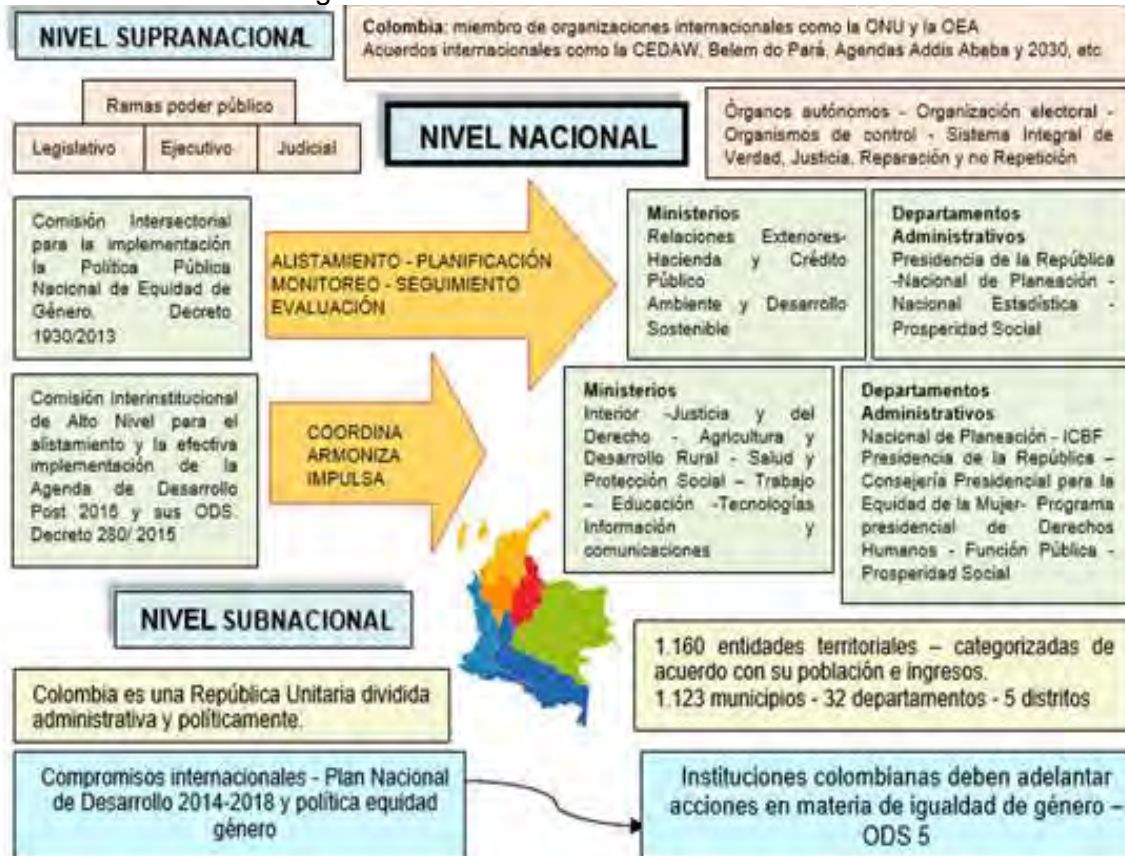 NIVEL SUPRANACIONAL
Colombia: miembro de organizaciones internacionales como la ONU y la OEA
Acuerdos internacionales como la CEDAW, Belem do Pará, Agendas Addis Abeba y 2030, etc
Ramas poder público
Legislativo Ejecutivo Judicial
NIVEL NACIONAL
Órganos autónomos - Organización electoral -
Organismos de control - Sistema Integral de
Verdad, Justicia, Reparación y no Repetición
Comisión Intersectorial
para la implementación
la Política Pública
Nacional de Equidad de
Género, Decreto
1930/2013
ALISTAMIENTO - PLANIFICACIÓN
MONITOREO - SEGUIMIENTO
EVALUACIÓN
Ministerios
Relaciones Exteriores-
Hacienda y Crédito
Público
Ambiente y Desarrollo
Sostenible
Departamentos
Administrativos
Presidencia de la República
-Nacional de Planeación -
Nacional Estadística -
Prosperidad Social
Comisión Interinstitucional
de Alto Nivel para el
alistamiento y la efectiva
implementación de la
Agenda de Desarrollo
Post 2015 y sus ODS.
Decreto 280/ 2015
COORDINA
ARMONIZA
IMPULSA
Ministerios
Interior -Justicia y del
Derecho - Agricultura y
Desarrollo Rural - Salud y
Protección Social – Trabajo
– Educación -Tecnologías
Información y
comunicaciones
Departamentos
Administrativos
Nacional de Planeación - ICBF
Presidencia de la República –
Consejería Presidencial para la
Equidad de la Mujer- Programa
presidencial de Derechos
Humanos - Función Pública -
Prosperidad Social
NIVEL SUBNACIONAL
Colombia es una República Unitaria dividida
administrativa y políticamente.
1.160 entidades territoriales – categorizadas de
acuerdo con su población e ingresos.
1.123 municipios - 32 departamentos - 5 distritos
Compromisos internacionales - Plan Nacional
de Desarrollo 2014-2018 y política equidad
género
Instituciones colombianas deben adelantar
acciones en materia de igualdad de género –
ODS 5